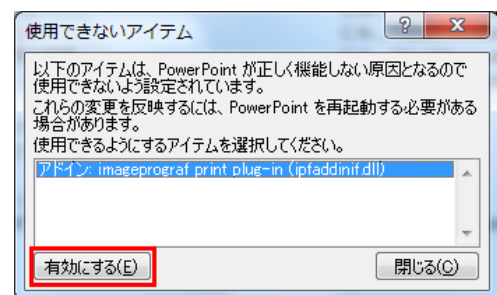 使用できないアイテム
以下のアイテムは、PowerPoint が正しく機能しない原因となるので
使用できないよう設定されています。
これらの変更を反映するには、PowerPoint を再起動する必要がある
場合があります。
使用できるようにするアイテムを選択してください。
アドイン: imageprograf print plug-in (ipfaddinif.dll)
有効にする(E)
閉じる(C)